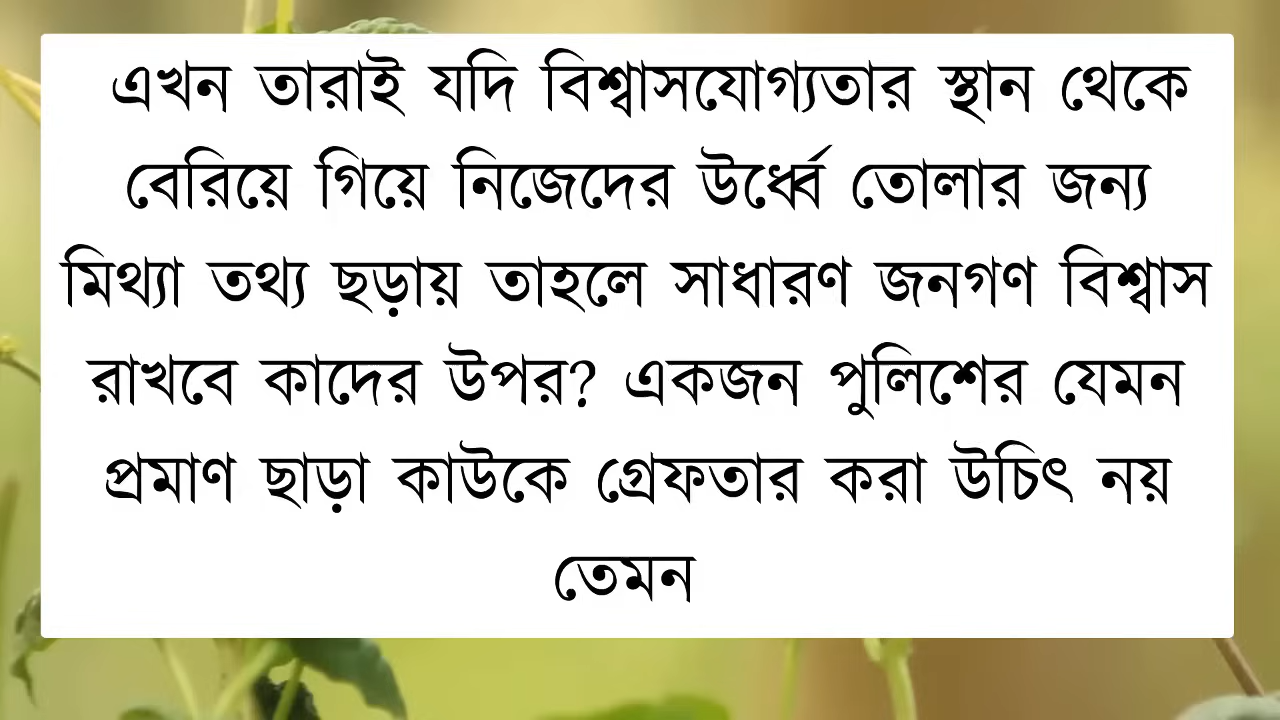 এখন তারাই যদি বিশ্বাসযোগ্যতার স্থান থেকে
বেরিয়ে গিয়ে নিজেদের উর্ধ্বে তোলার জন্য
মিথ্যা তথ্য ছড়ায় তাহলে সাধারণ জনগণ বিশ্বাস
রাখবে কাদের উপর? একজন পুলিশের যেমন
প্রমাণ ছাড়া কাউকে গ্রেফতার করা উচিৎ নয়
তেমন